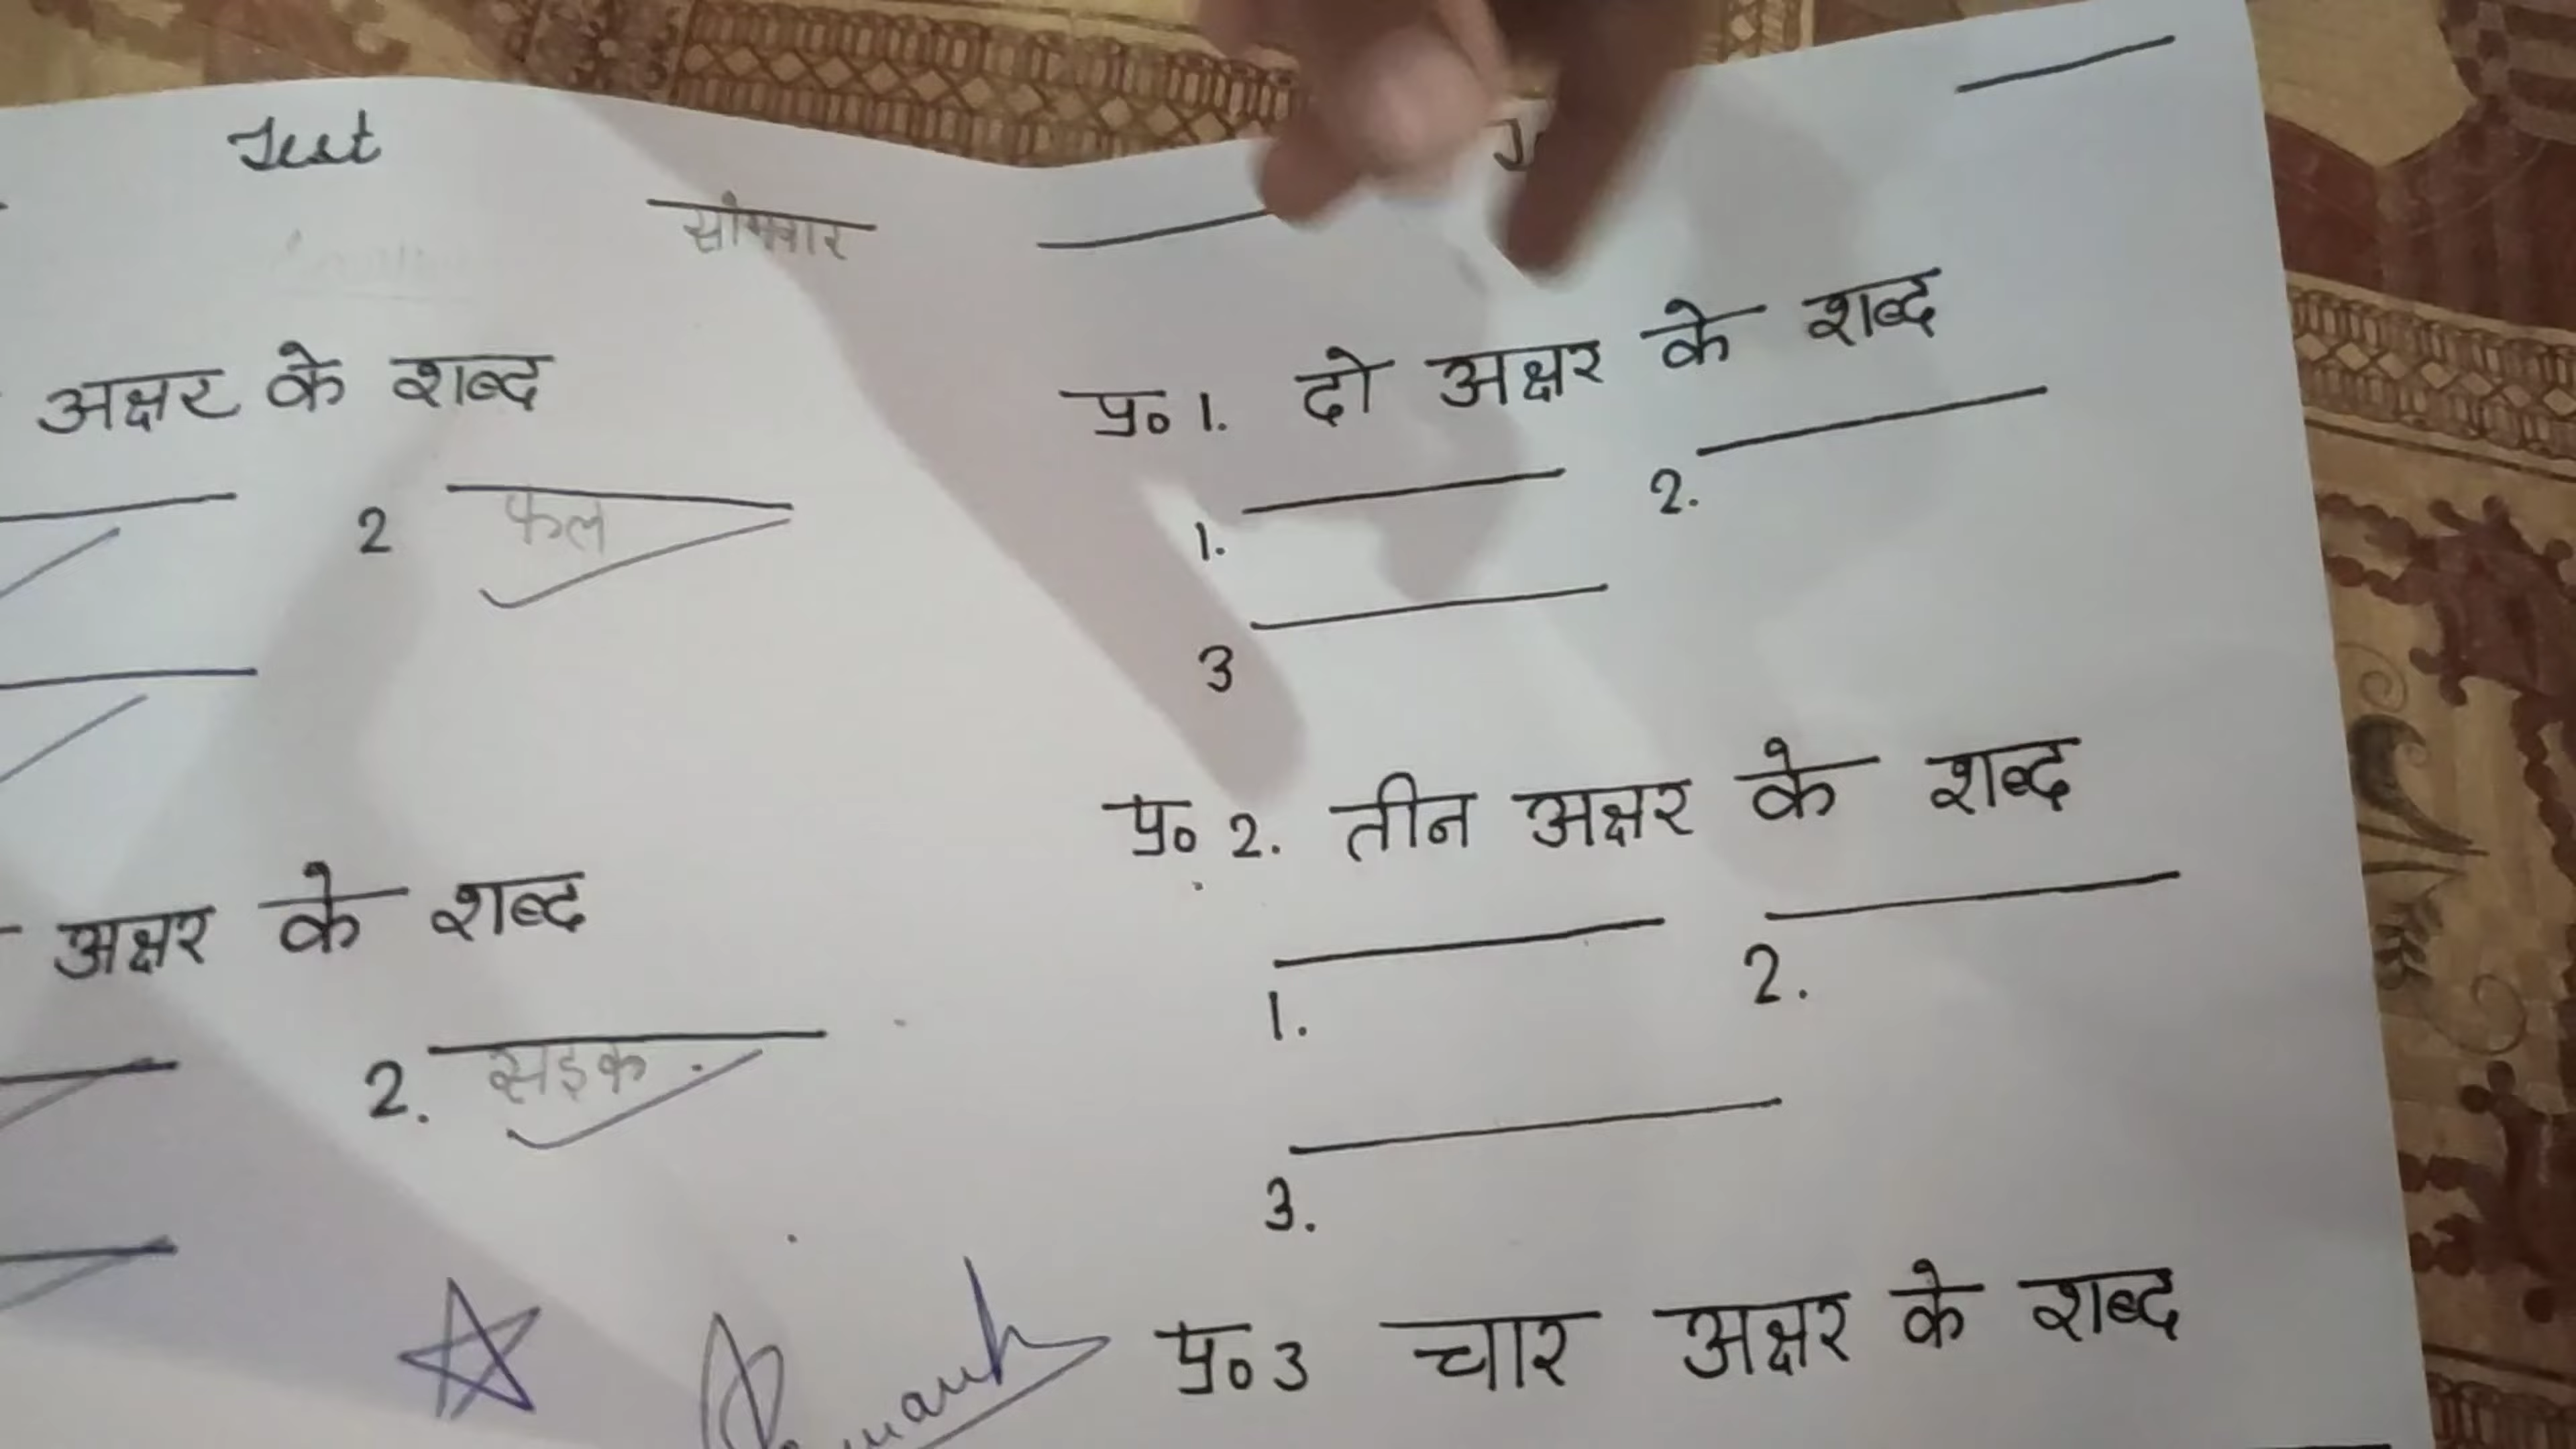 Test
सोमवार
अक्षर के शब्द
2 फल
अक्षर के शब्द
2. सड़क
प्र० 1. दो अक्षर के शब्द
1. 2.
3
प्र० 2. तीन अक्षर के शब्द
1. 2.
3.
प्र० 3 चार अक्षर के शब्द